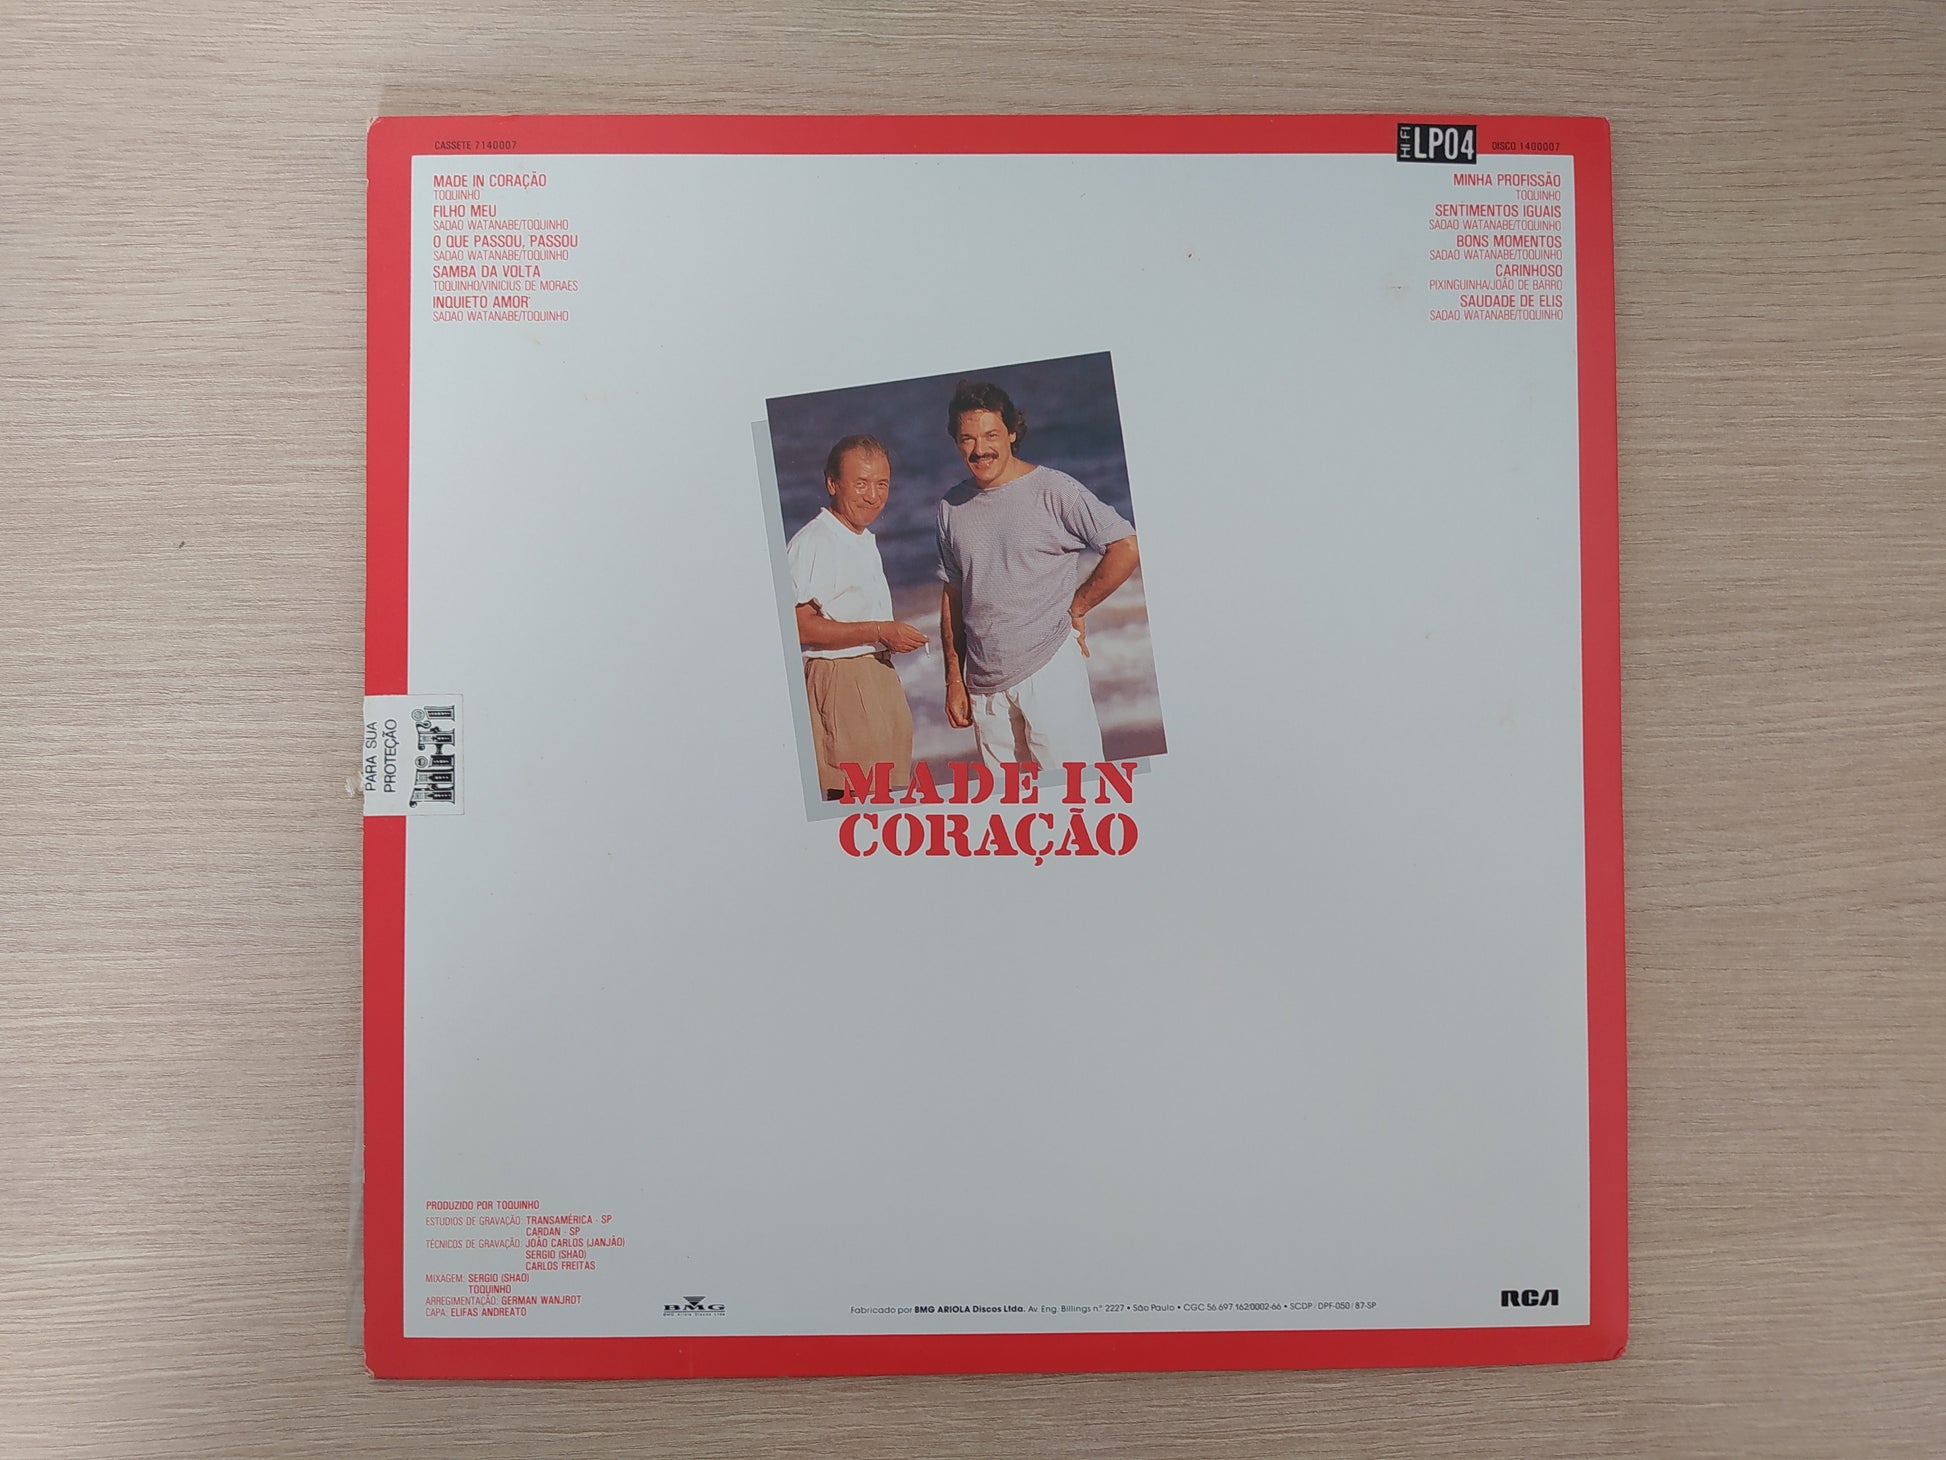 CASSETE 7140007
HI-FI LP04
DISCO 1400007
MADE IN CORAÇÃO
TOQUINHO
FILHO MEU
SADAO WATANABE/TOQUINHO
O QUE PASSOU, PASSOU
SADAO WATANABE/TOQUINHO
SAMBA DA VOLTA
TOQUINHO/VINICIUS DE MORAES
INQUIETO AMOR
SADAO WATANABE/TOQUINHO
MINHA PROFISSÃO
TOQUINHO
SENTIMENTOS IGUAIS
SADAO WATANABE/TOQUINHO
BONS MOMENTOS
SADAO WATANABE/TOQUINHO
CARINHOSO
PIXINGUINHA/JOÃO DE BARRO
SAUDADE DE ELIS
SADAO WATANABE/TOQUINHO
PARA SUA
PROTEÇÃO
MADE IN
CORAÇÃO
PRODUZIDO POR TOQUINHO
ESTUDIOS DE GRAVAÇÃO: TRANSAMÉRICA - SP
CARDAN - SP
TÉCNICOS DE GRAVAÇÃO: JOÃO CARLOS (JANJÃO)
SERGIO (SHAO)
CARLOS FREITAS
MIXAGEM: SERGIO (SHAO)
TOQUINHO
ARREGIMENTAÇÃO: GERMAN WANJROT
CAPA: ELIFAS ANDREATO
BMG
BMG Ariola Discos Ltda
Fabricado por BMG ARIOLA Discos Ltda. Av. Eng. Billings n.º 2227 • São Paulo • CGC 56.697.162/0002-66 • SCDP / DPF-050 / 87-SP
RCA